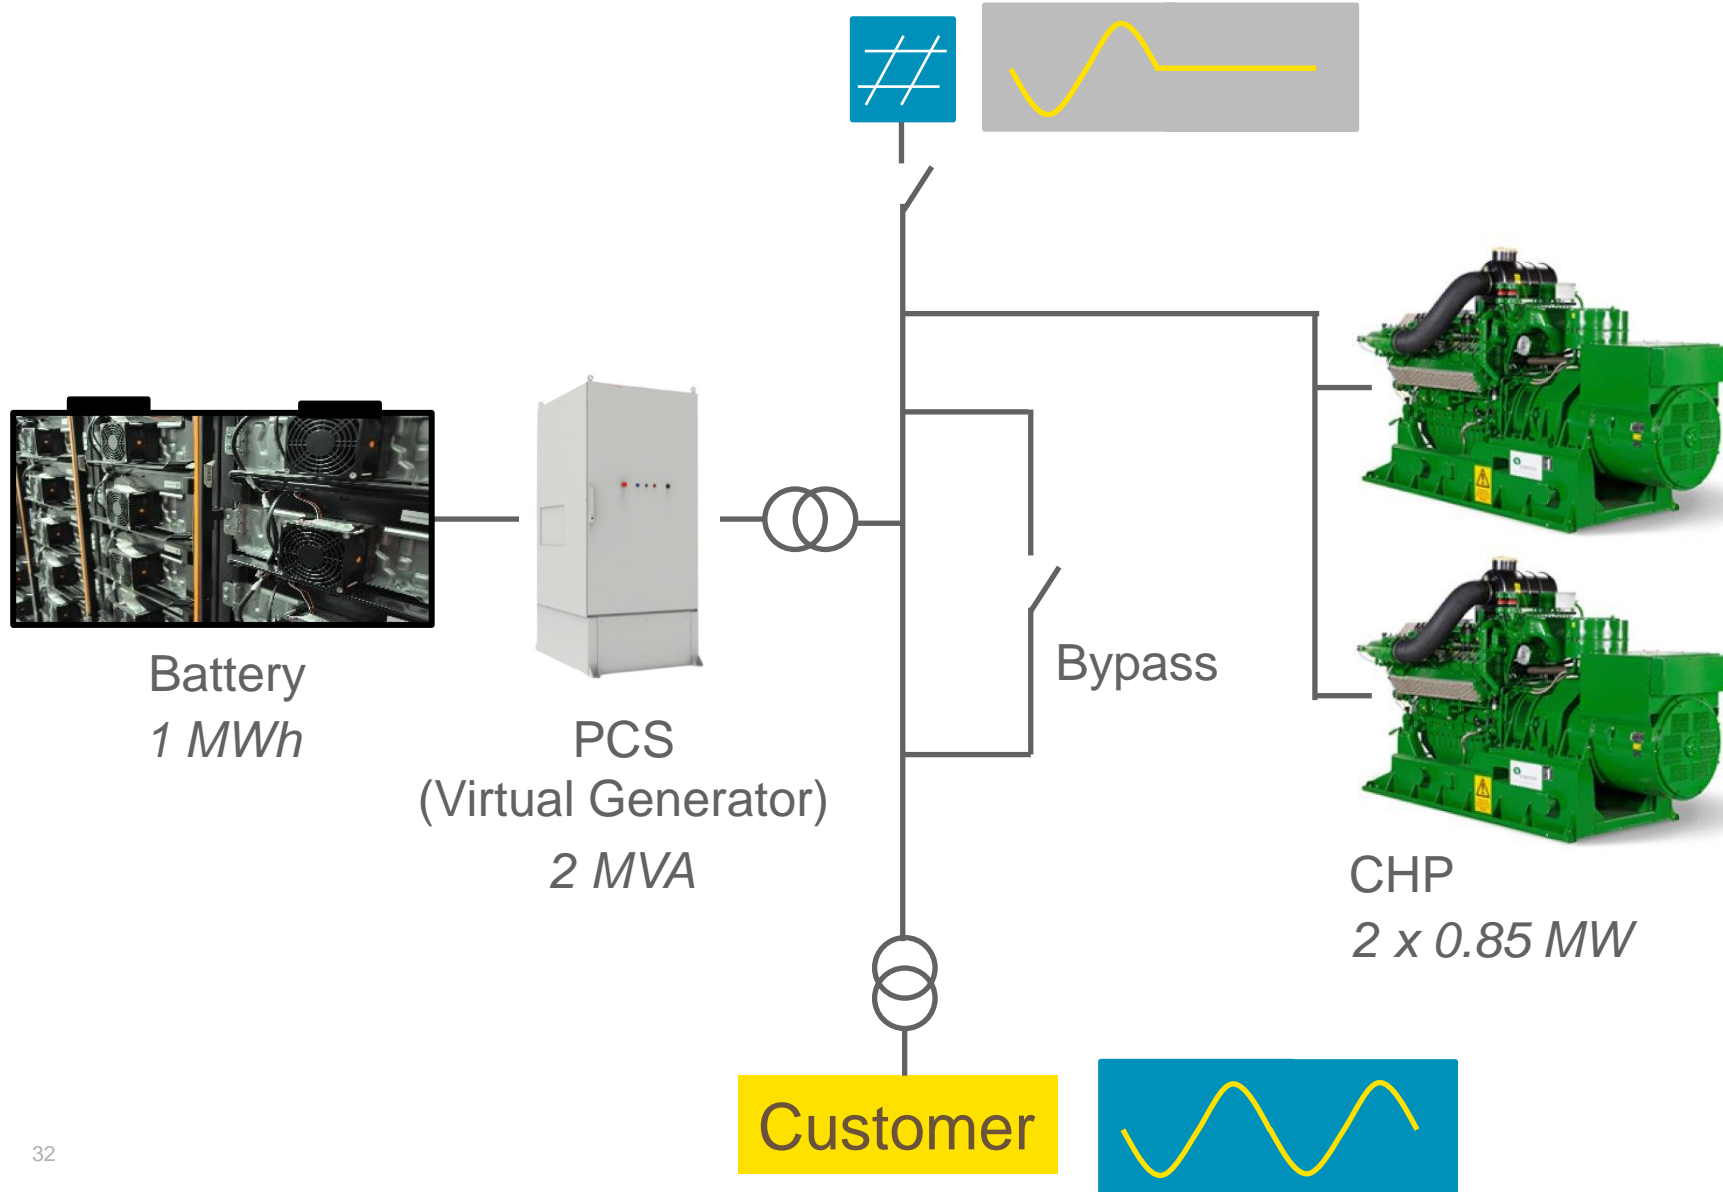 Battery
1 MWh
PCS
(Virtual Generator)
2 MVA
Bypass
CHP
2 x 0.85 MW
Customer
32